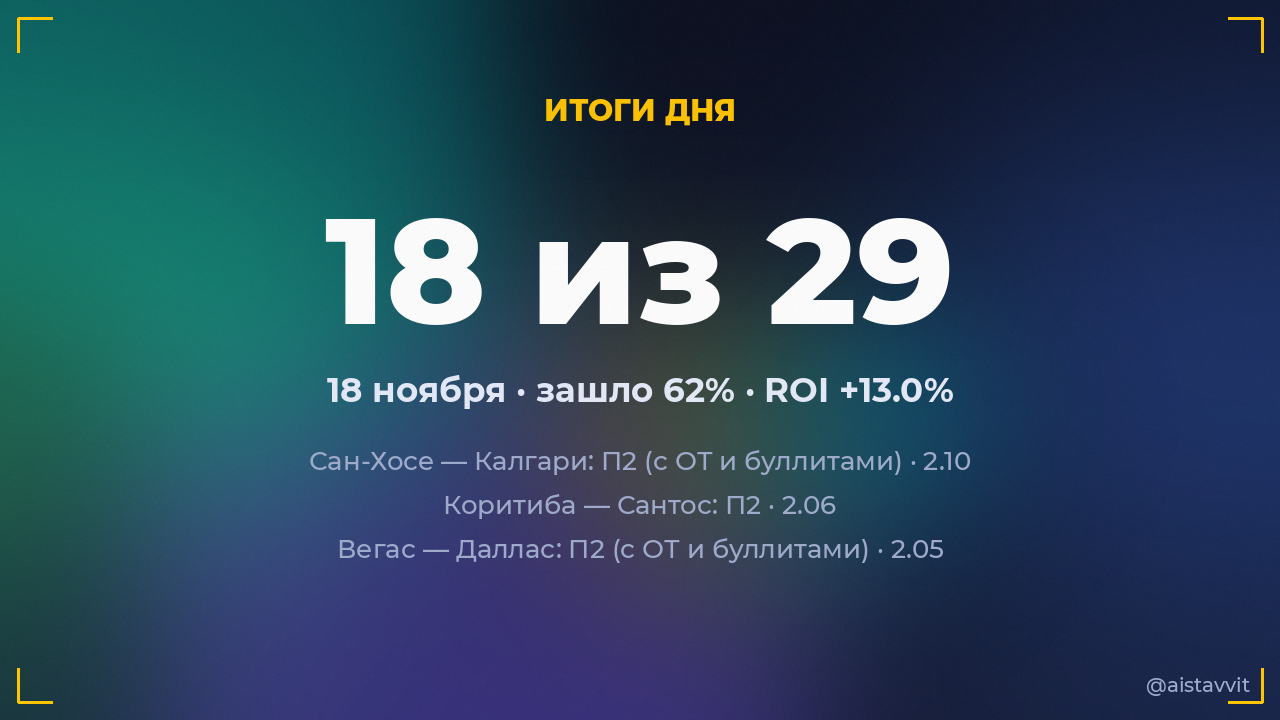 ИТОГИ ДНЯ
18 из 29
18 ноября · зашло 62% · ROI +13.0%
Сан-Хосе — Калгари: П2 (с ОТ и буллитами) · 2.10
Коритиба — Сантос: П2 · 2.06
Вегас — Даллас: П2 (с ОТ и буллитами) · 2.05
@aistavvit